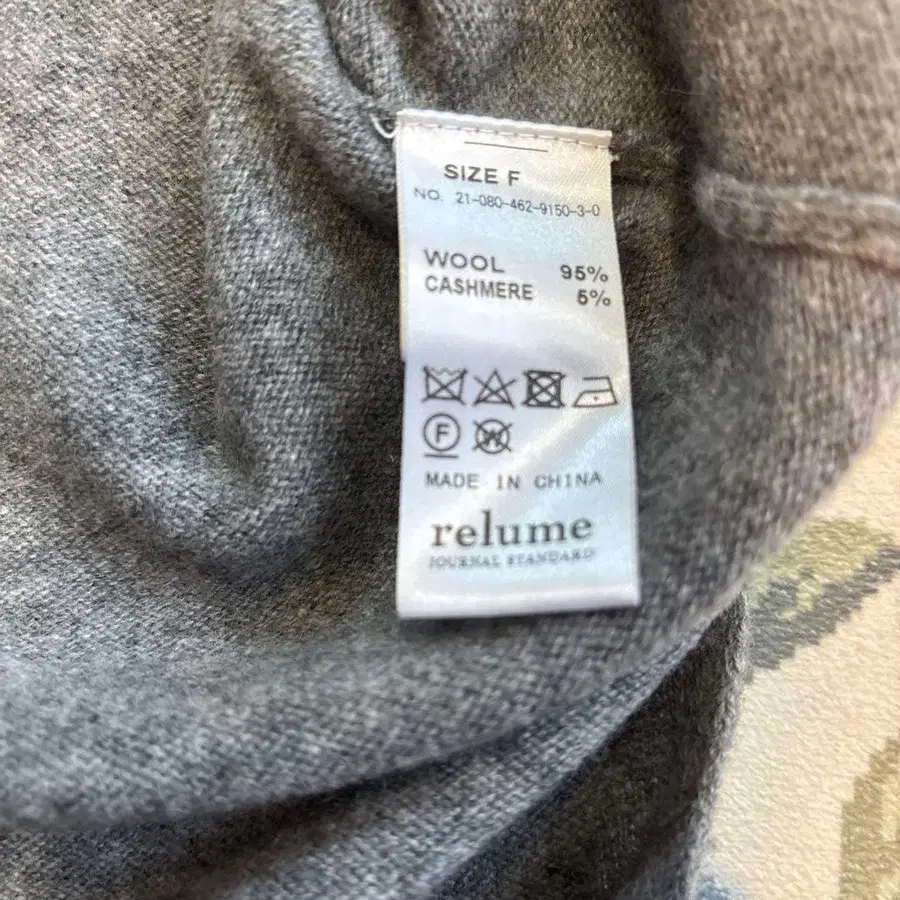 SIZE F
NO. 21-080-462-9150-3-0
WOOL 95%
CASHMERE 5%
F W
MADE IN CHINA
relume
JOURNAL STANDARD